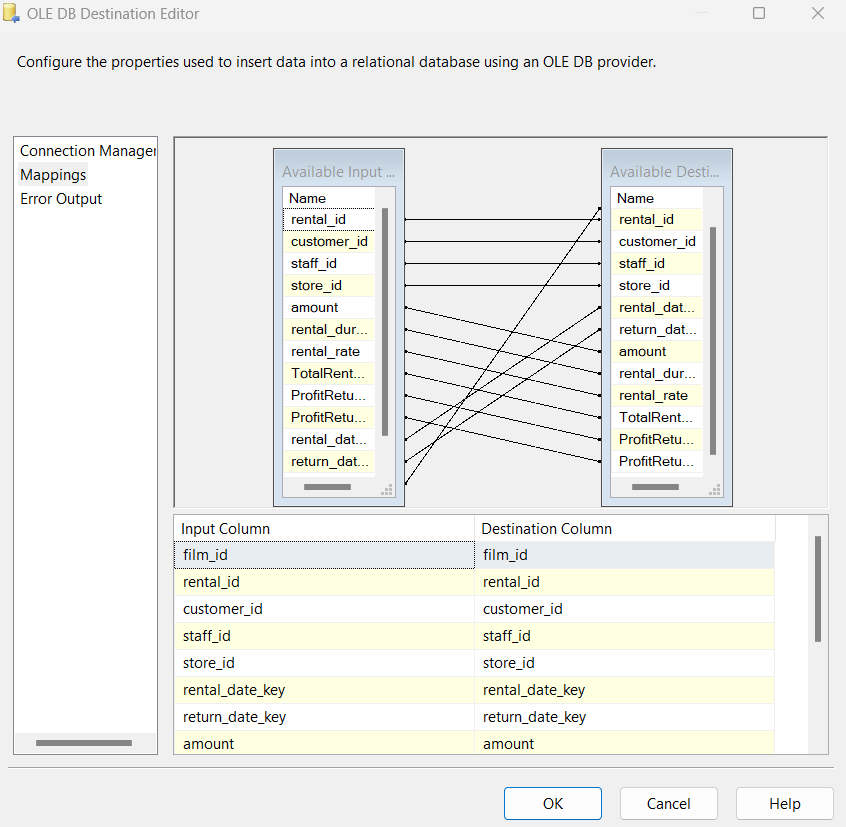 OLE DB Destination Editor
Configure the properties used to insert data into a relational database using an OLE DB provider.
Connection Manager
Mappings
Error Output
Available Input ...
Name
rental_id
customer_id
staff_id
store_id
amount
rental_dur...
rental_rate
TotalRent...
ProfitRetu...
ProfitRetu...
rental_dat...
return_dat...
Available Desti...
Name
rental_id
customer_id
staff_id
store_id
rental_dat...
return_dat...
amount
rental_dur...
rental_rate
TotalRent...
ProfitRetu...
ProfitRetu...
Input Column Destination Column
film_id film_id
rental_id rental_id
customer_id customer_id
staff_id staff_id
store_id store_id
rental_date_key rental_date_key
return_date_key return_date_key
amount amount
OK Cancel Help